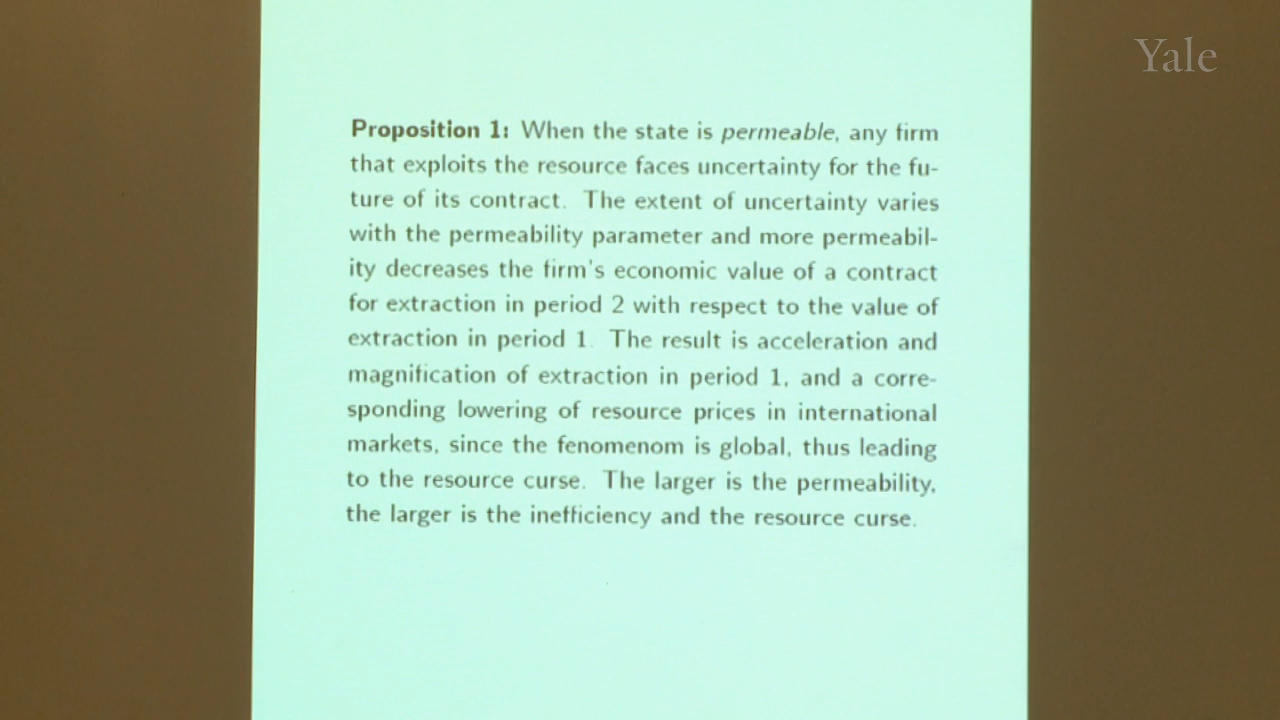 Yale
Proposition 1: When the state is permeable, any firm
that exploits the resource faces uncertainty for the fu-
ture of its contract. The extent of uncertainty varies
with the permeability parameter and more permeabil-
ity decreases the firm's economic value of a contract
for extraction in period 2 with respect to the value of
extraction in period 1. The result is acceleration and
magnification of extraction in period 1, and a corre-
sponding lowering of resource prices in international
markets, since the fenomenom is global, thus leading
to the resource curse. The larger is the permeability,
the larger is the inefficiency and the resource curse.